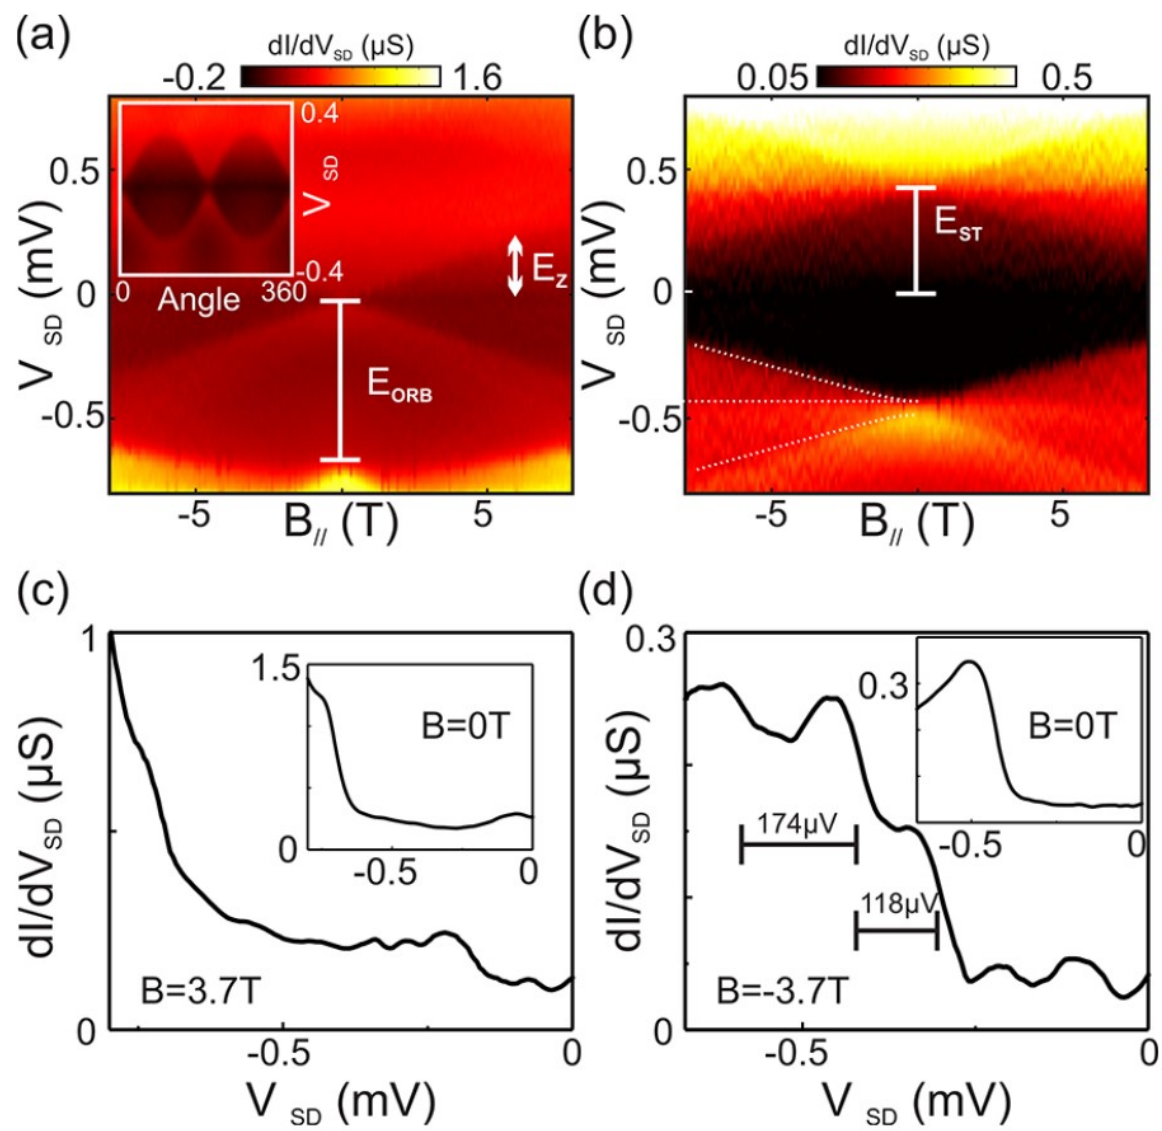 (a)
dI/dV_SD (μS)
-0.2 1.6
0.4
V_SD
-0.4
0 Angle 360
0.5
0
-0.5
V_SD (mV)
E_Z
E_ORB
-5 B_// (T) 5
(b)
dI/dV_SD (μS)
0.05 0.5
0.5
0
-0.5
V_SD (mV)
E_ST
-5 B_// (T) 5
(c)
1
0
dI/dV_SD (μS)
1.5
0
B=0T
-0.5 0
B=3.7T
-0.5 0
V_SD (mV)
(d)
0.3
0
dI/dV_SD (μS)
0.3
B=0T
-0.5 0
174μV
118μV
B=-3.7T
-0.5 0
V_SD (mV)